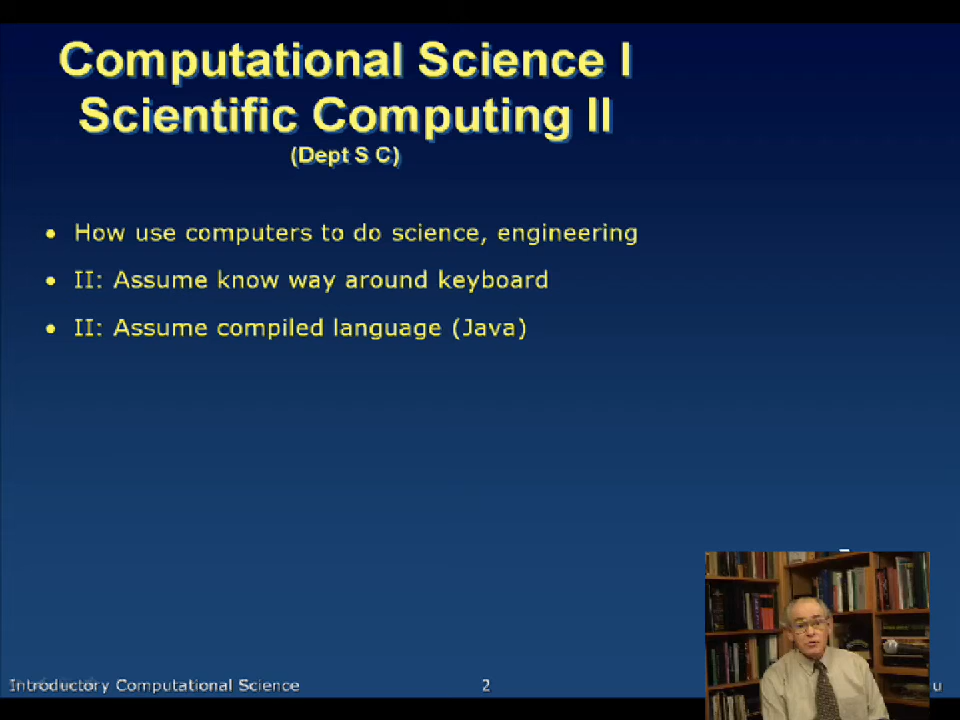 Computational Science I
Scientific Computing II
(Dept S C)
• How use computers to do science, engineering
• II: Assume know way around keyboard
• II: Assume compiled language (Java)
Introductory Computational Science
2
u